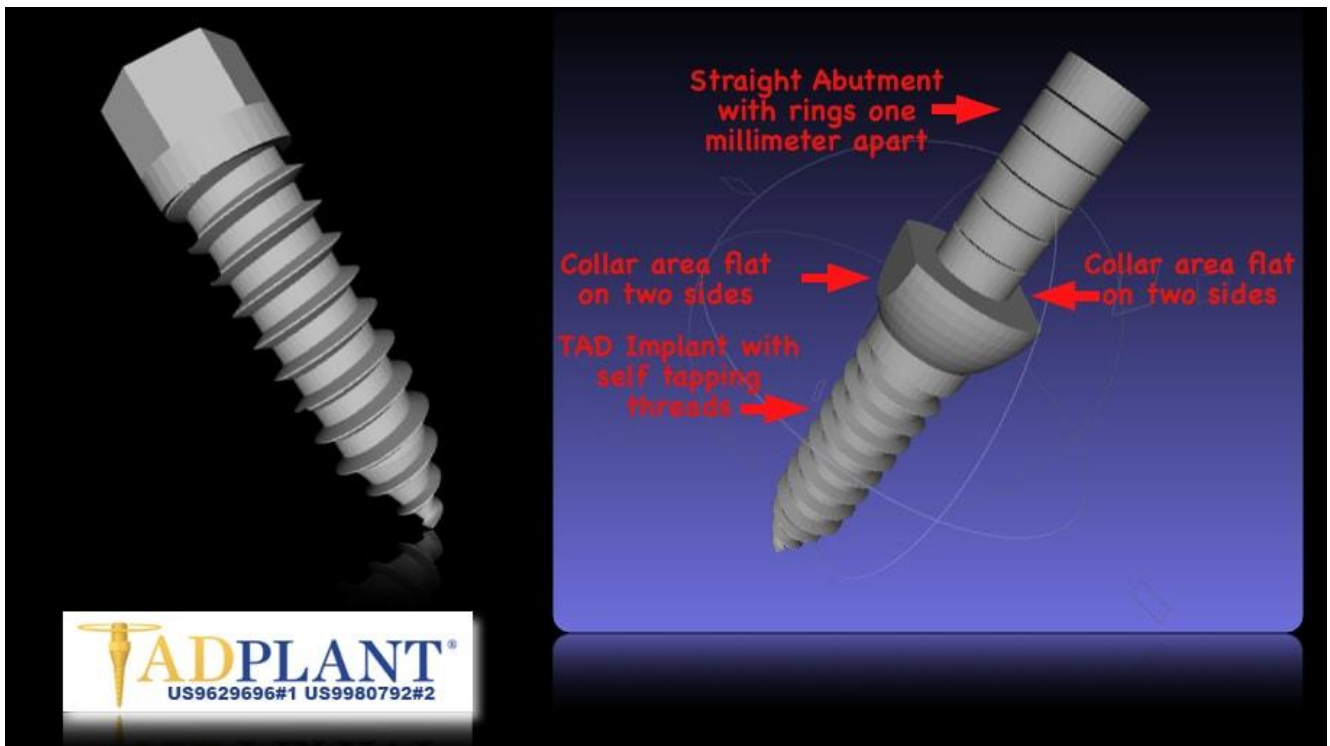 Straight Abutment
with rings one
millimeter apart
Collar area flat
on two sides
Collar area flat
on two sides
TAD Implant with
self tapping
threads
TADPLANT®
US9629696#1 US9980792#2